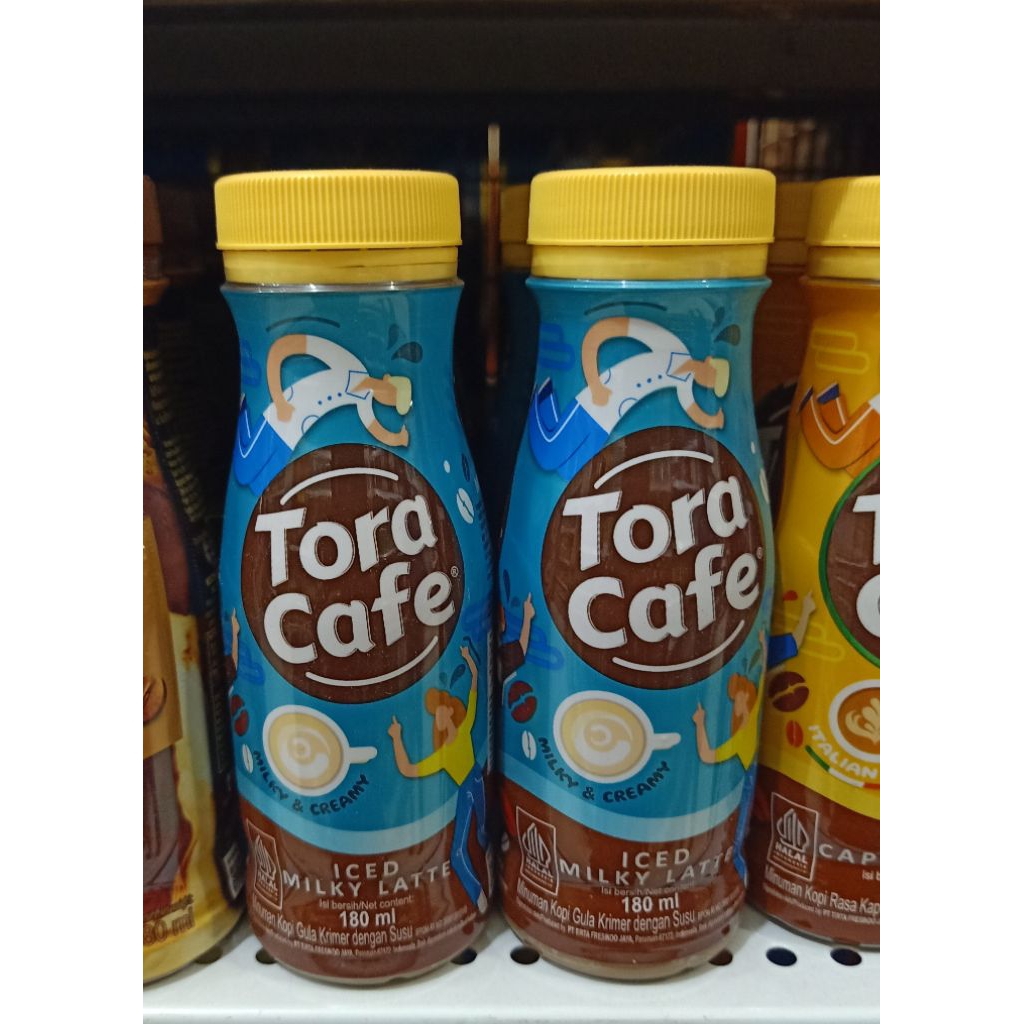 Tora
Cafe®
MILKY & CREAMY
HALAL
ICED
MILKY LATTE
Isi bersih/Net content:
180 ml
Minuman Kopi Gula Krimer dengan Susu
Tora
Cafe®
MILKY & CREAMY
HALAL
ICED
MILKY LATTE
Isi bersih/Net content:
180 ml
Minuman Kopi Gula Krimer dengan Susu
ITALIAN
HALAL
CAP
Minuman Kopi Rasa Kap